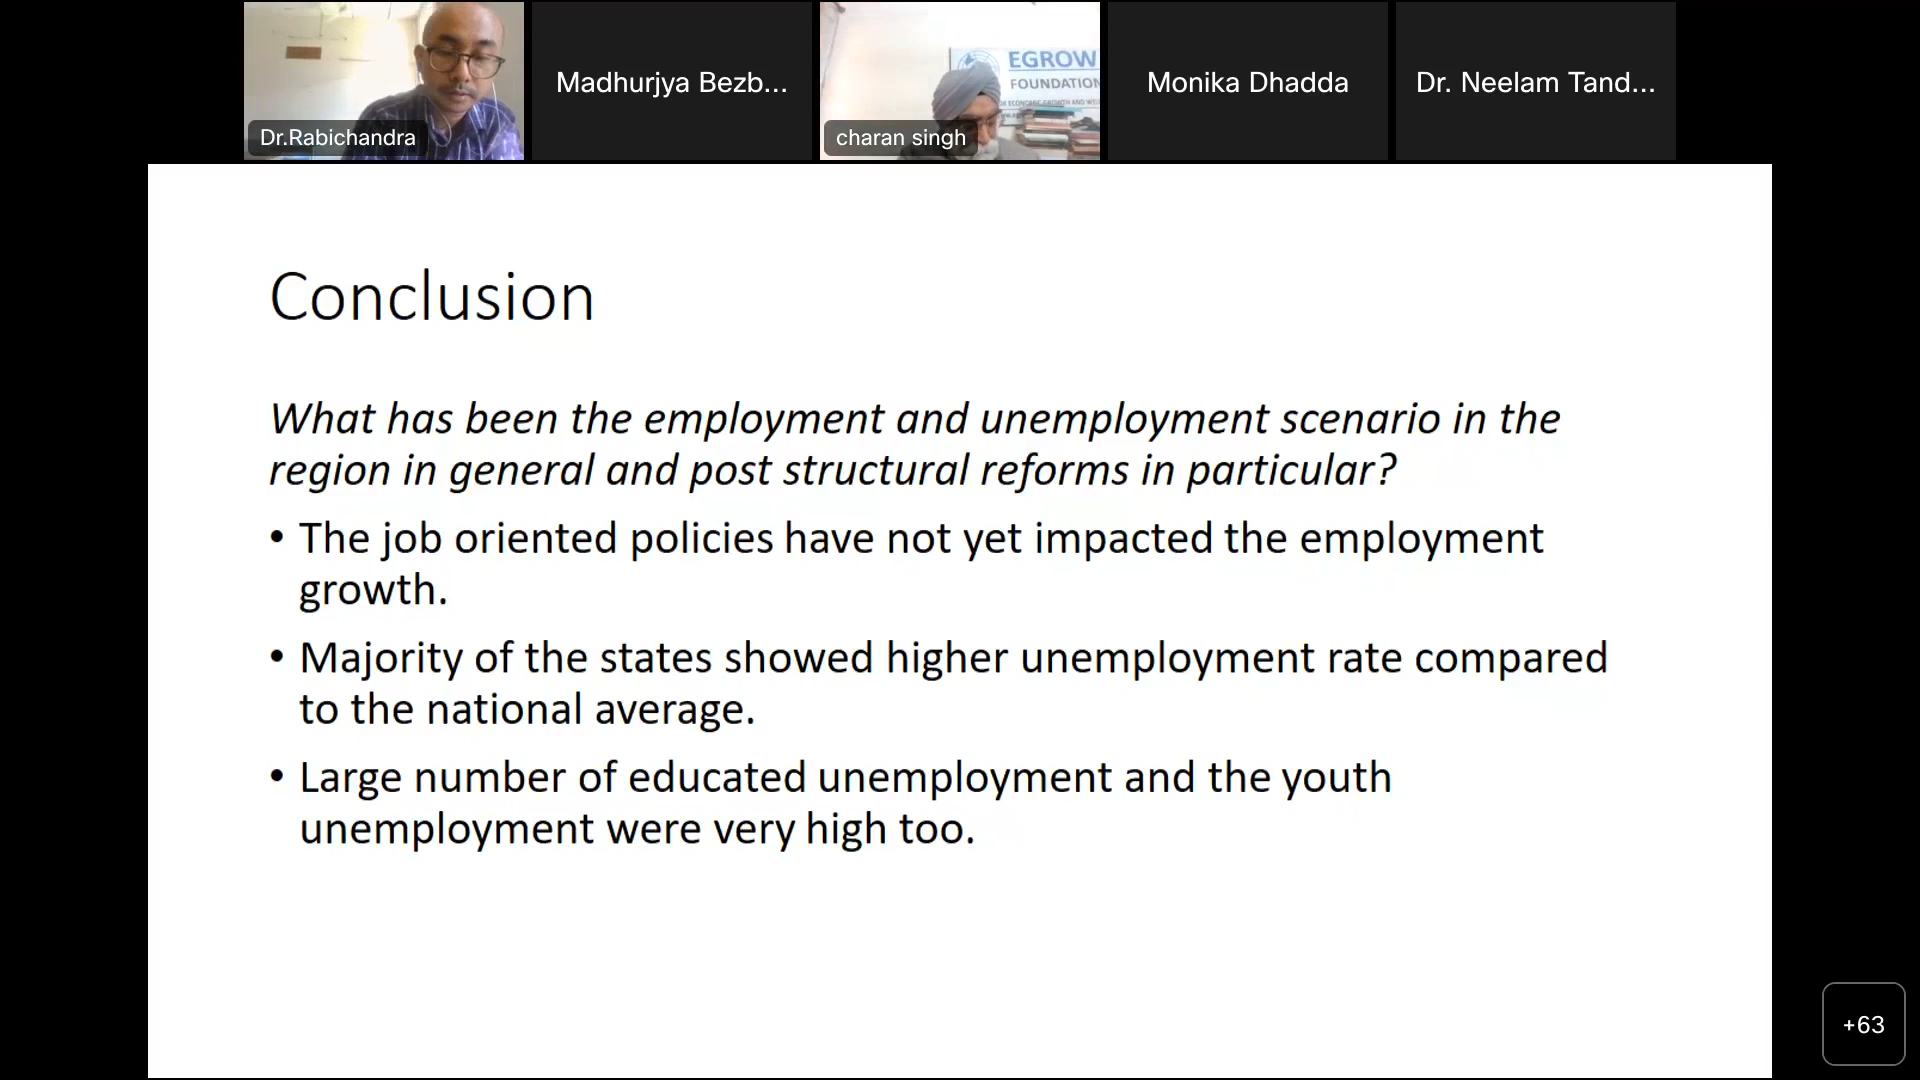 EGROW
FOUNDATION
Dr.Rabichandra
Madhurjya Bezb...
charan singh
Monika Dhadda
Dr. Neelam Tand...
Conclusion
What has been the employment and unemployment scenario in the
region in general and post structural reforms in particular?
• The job oriented policies have not yet impacted the employment
growth.
• Majority of the states showed higher unemployment rate compared
to the national average.
• Large number of educated unemployment and the youth
unemployment were very high too.
+63